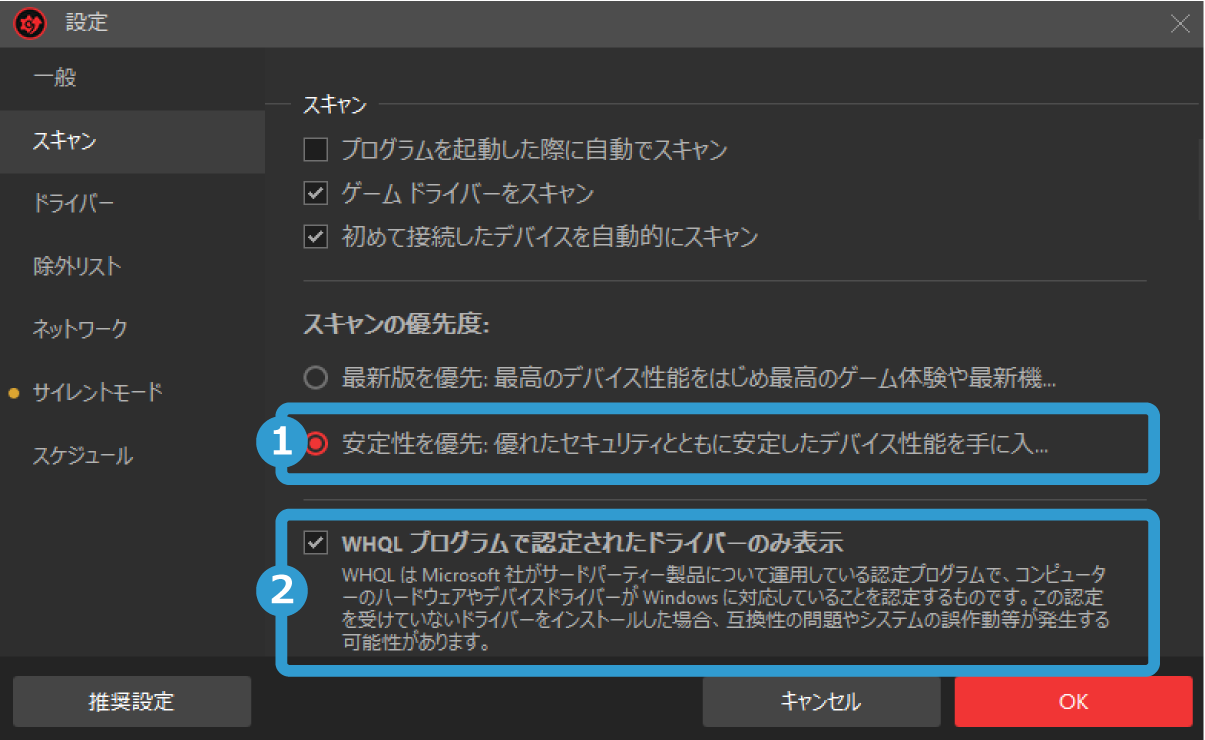 設定
一般
スキャン
ドライバー
除外リスト
ネットワーク
サイレントモード
スケジュール
スキャン
プログラムを起動した際に自動でスキャン
ゲーム ドライバーをスキャン
初めて接続したデバイスを自動的にスキャン
スキャンの優先度:
最新版を優先: 最高のデバイス性能をはじめ最高のゲーム体験や最新機...
1
安定性を優先: 優れたセキュリティとともに安定したデバイス性能を手に入...
2
WHQL プログラムで認定されたドライバーのみ表示
WHQL は Microsoft 社がサードパーティー製品について運用している認定プログラムで、コンピュータ
ーのハードウェアやデバイスドライバーが Windows に対応していることを認定するものです。この認定
を受けていないドライバーをインストールした場合、互換性の問題やシステムの誤作動等が発生する
可能性があります。
推奨設定
キャンセル
OK